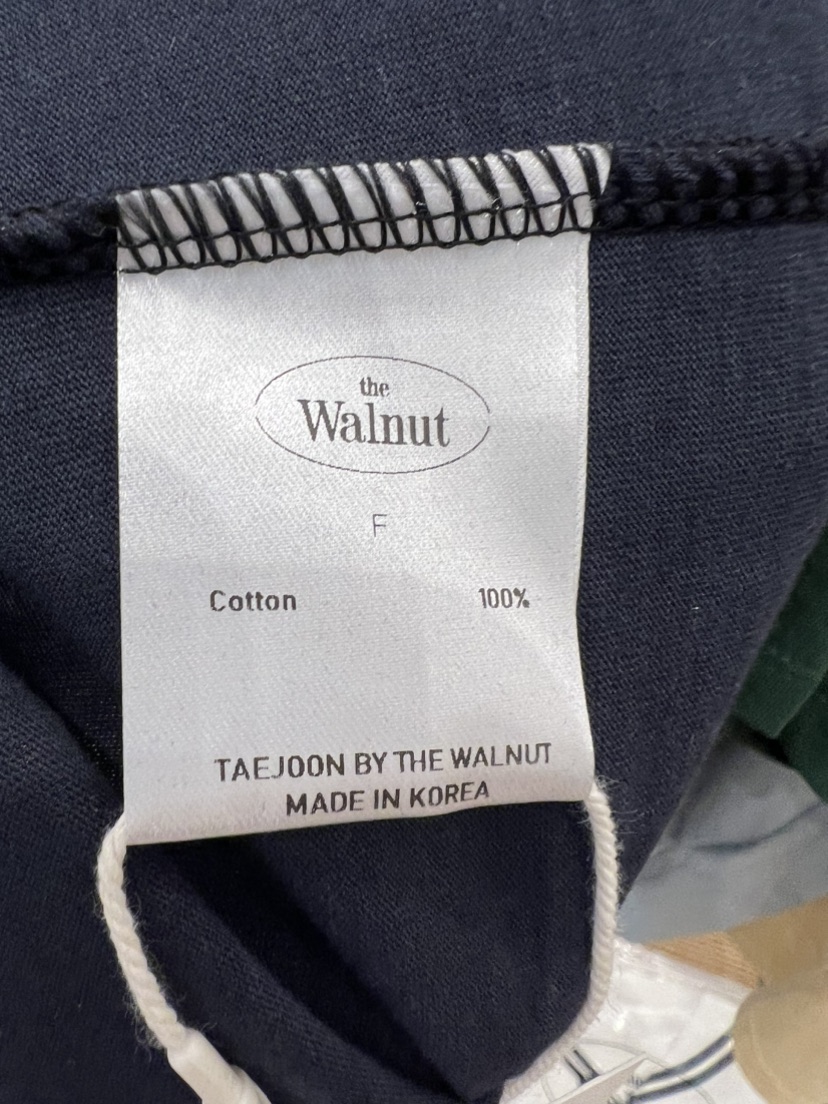 the
Walnut
F
Cotton 100%
TAEJOON BY THE WALNUT
MADE IN KOREA